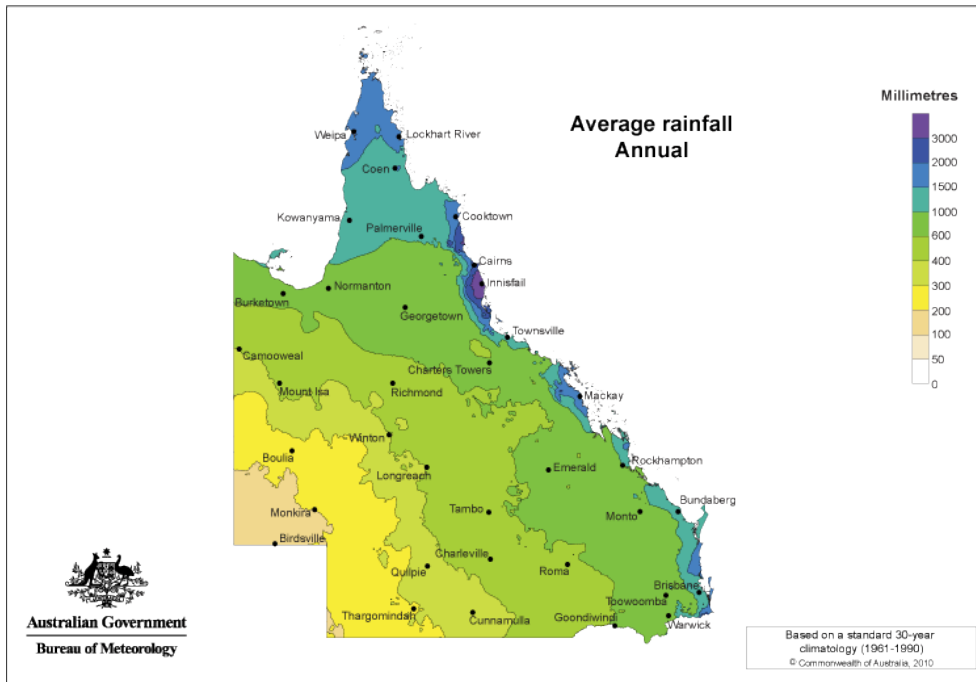 Average rainfall
Annual
Millimetres
3000
2000
1500
1000
600
400
300
200
100
50
0
Weipa
Lockhart River
Coen
Kowanyama
Cooktown
Palmerville
Cairns
Innisfail
Normanton
Burketown
Georgetown
Townsville
Camooweal
Charters Towers
Mount Isa
Richmond
Mackay
Winton
Boulia
Longreach
Emerald
Rockhampton
Monkira
Tambo
Monto
Bundaberg
Birdsville
Charleville
Quilpie
Roma
Brisbane
Toowoomba
Thargomindah
Cunnamulla
Goondiwindi
Warwick
Australian Government
Bureau of Meteorology
Based on a standard 30-year
climatology (1961-1990)
© Commonwealth of Australia, 2010